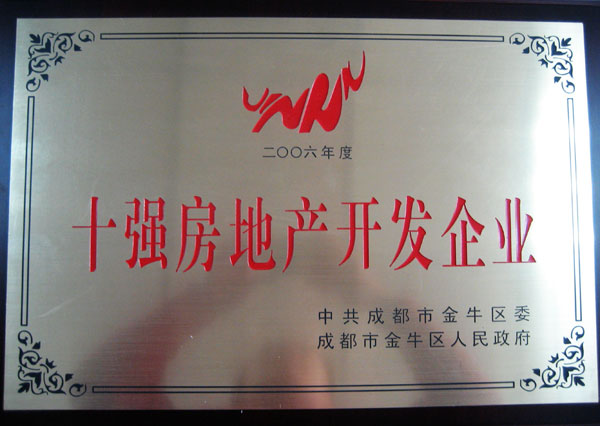 二〇〇六年度
十强房地产开发企业
中共成都市金牛区委
成都市金牛区人民政府